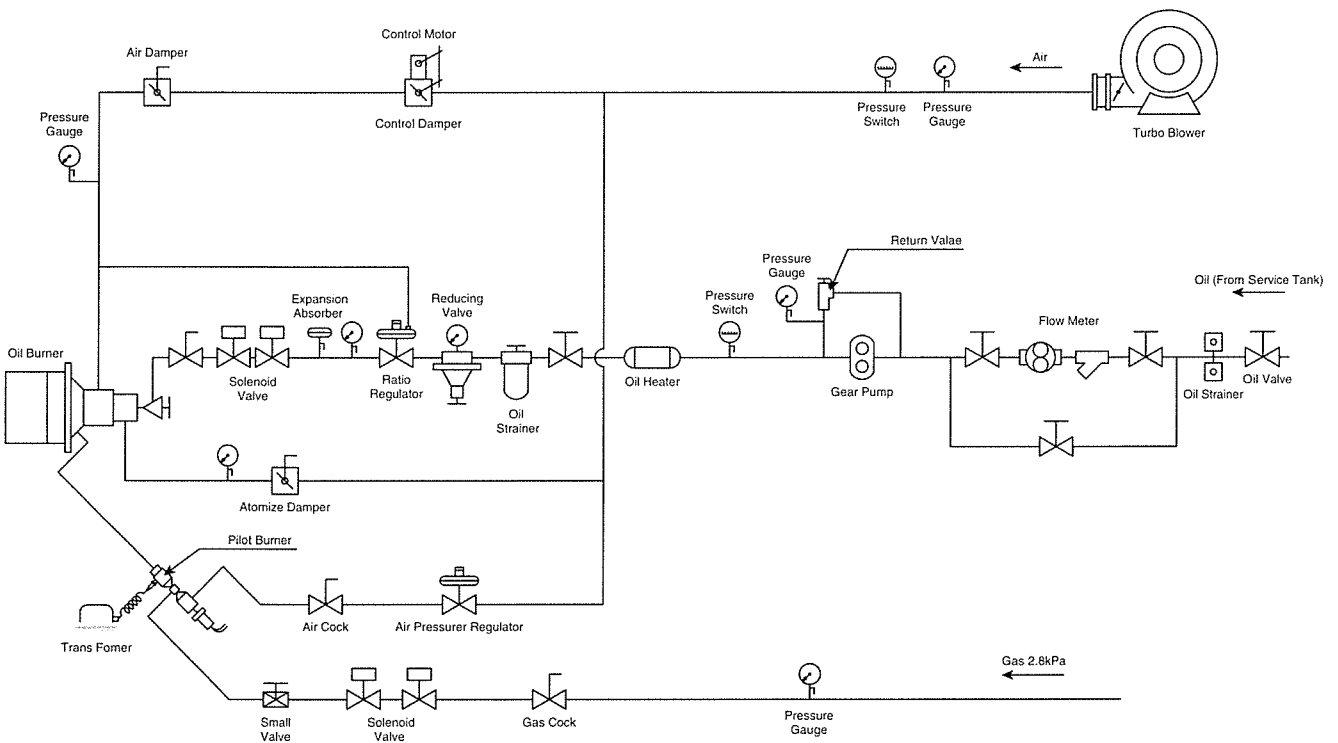 Control Motor
Air Damper
Air
Pressure
Gauge
Control Damper
Pressure
Switch
Pressure
Gauge
Turbo Blower
Return Valae
Pressure
Gauge
Oil (From Service Tank)
Expansion
Absorber
Reducing
Valve
Pressure
Switch
Flow Meter
Oil Burner
Solenoid
Valve
Ratio
Regulator
Oil
Strainer
Oil Heater
Gear Pump
Oil Strainer
Oil Valve
Atomize Damper
Pilot Burner
Air Cock
Air Pressurer Regulator
Trans Fomer
Gas 2.8kPa
Small
Valve
Solenoid
Valve
Gas Cock
Pressure
Gauge